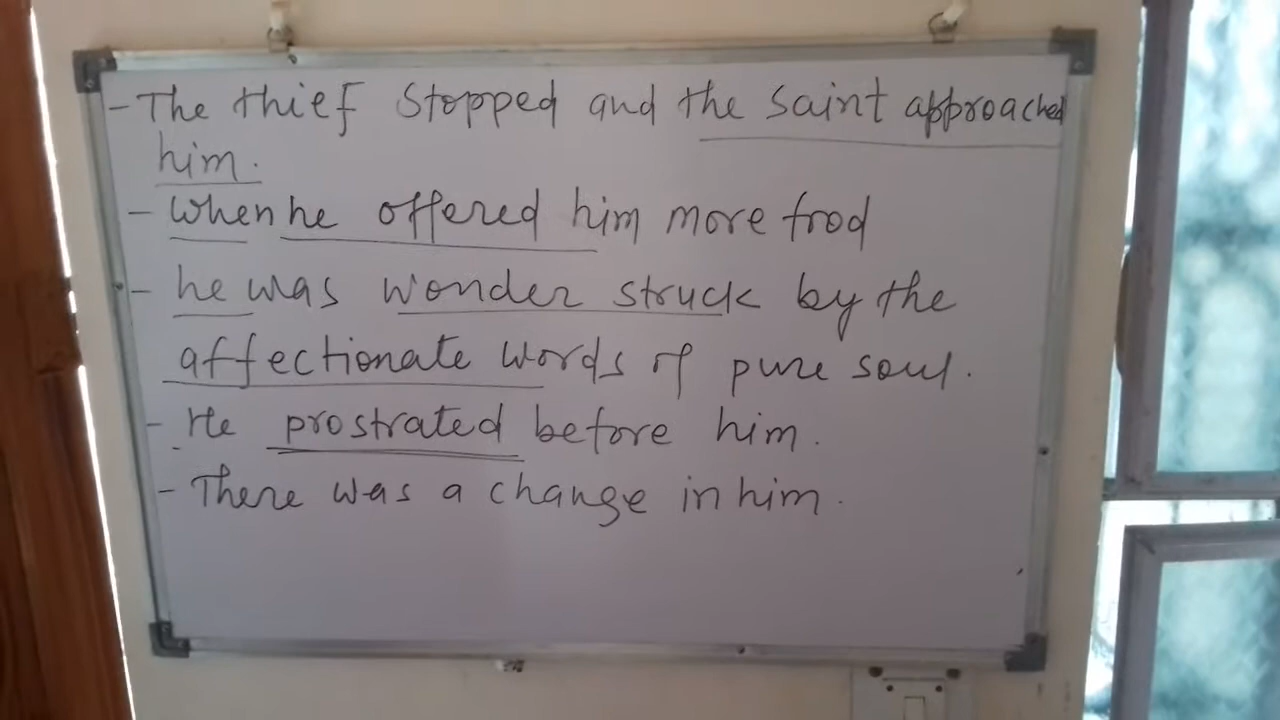 - The thief stopped and the saint approached
him.
- When he offered him more food
- he was wonder struck by the
affectionate words of pure soul.
- He prostrated before him.
- There was a change in him.